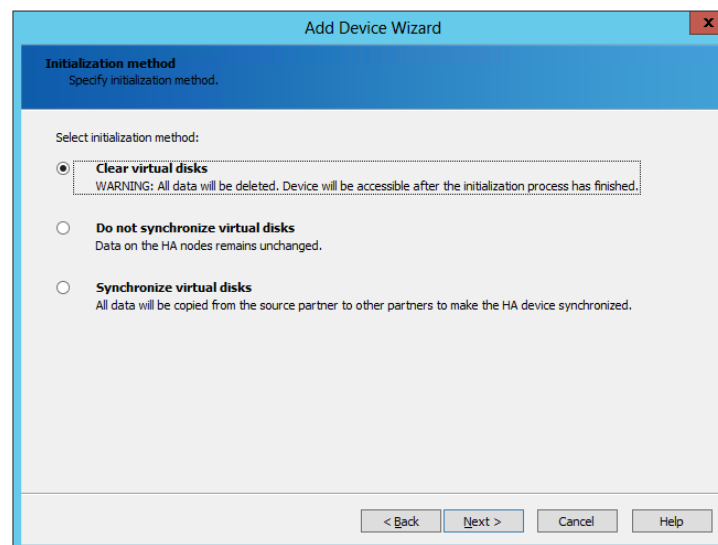 Add Device Wizard
x
Initialization method
Specify initialization method.
Select initialization method:
Clear virtual disks
WARNING: All data will be deleted. Device will be accessible after the initialization process has finished.
Do not synchronize virtual disks
Data on the HA nodes remains unchanged.
Synchronize virtual disks
All data will be copied from the source partner to other partners to make the HA device synchronized.
< Back Next > Cancel Help